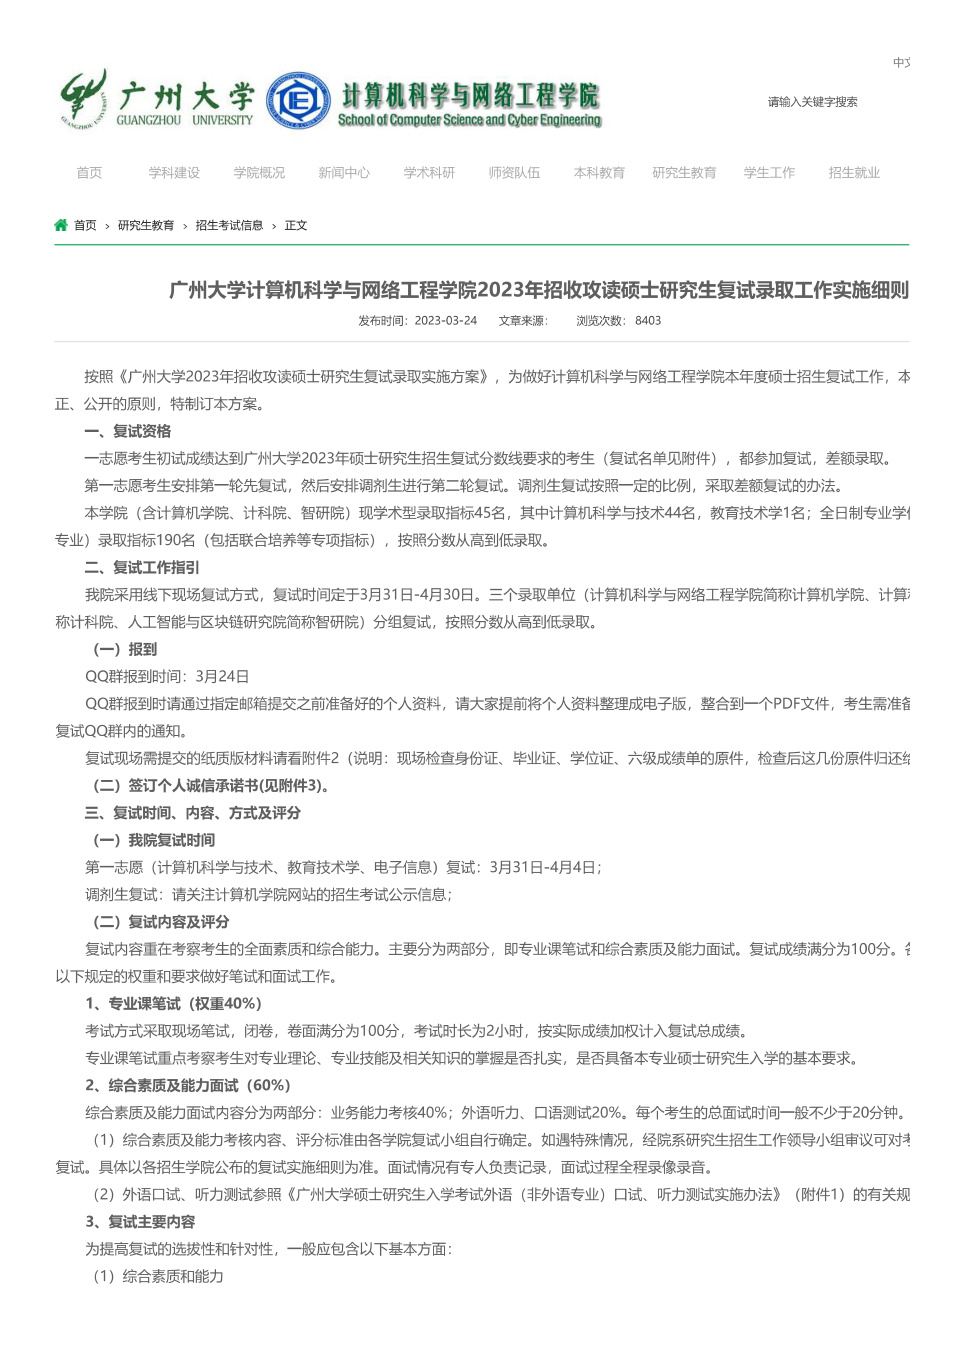 中文
广州大学
GUANGZHOU UNIVERSITY
GUANGZHOU UNIVERSITY
计算机科学与网络工程学院
School of Computer Science and Cyber Engineering
请输入关键字搜索
首页 学科建设 学院概况 新闻中心 学术科研 师资队伍 本科教育 研究生教育 学生工作 招生就业
首页 > 研究生教育 > 招生考试信息 > 正文
广州大学计算机科学与网络工程学院2023年招收攻读硕士研究生复试录取工作实施细则
发布时间：2023-03-24 文章来源： 浏览次数： 8403
按照《广州大学2023年招收攻读硕士研究生复试录取实施方案》，为做好计算机科学与网络工程学院本年度硕士招生复试工作，本
正、公开的原则，特制订本方案。
一、复试资格
一志愿考生初试成绩达到广州大学2023年硕士研究生招生复试分数线要求的考生（复试名单见附件），都参加复试，差额录取。
第一志愿考生安排第一轮先复试，然后安排调剂生进行第二轮复试。调剂生复试按照一定的比例，采取差额复试的办法。
本学院（含计算机学院、计科院、智研院）现学术型录取指标45名，其中计算机科学与技术44名，教育技术学1名；全日制专业学
专业）录取指标190名（包括联合培养等专项指标），按照分数从高到低录取。
二、复试工作指引
我院采用线下现场复试方式，复试时间定于3月31日-4月30日。三个录取单位（计算机科学与网络工程学院简称计算机学院、计算
称计科院、人工智能与区块链研究院简称智研院）分组复试，按照分数从高到低录取。
（一）报到
QQ群报到时间：3月24日
QQ群报到时请通过指定邮箱提交之前准备好的个人资料，请大家提前将个人资料整理成电子版，整合到一个PDF文件，考生需准备
复试QQ群内的通知。
复试现场需提交的纸质版材料请看附件2（说明：现场检查身份证、毕业证、学位证、六级成绩单的原件，检查后这几份原件归还
（二）签订个人诚信承诺书(见附件3)。
三、复试时间、内容、方式及评分
（一）我院复试时间
第一志愿（计算机科学与技术、教育技术学、电子信息）复试：3月31日-4月4日；
调剂生复试：请关注计算机学院网站的招生考试公示信息；
（二）复试内容及评分
复试内容重在考察考生的全面素质和综合能力。主要分为两部分，即专业课笔试和综合素质及能力面试。复试成绩满分为100分。
以下规定的权重和要求做好笔试和面试工作。
1、专业课笔试（权重40%）
考试方式采取现场笔试，闭卷，卷面满分为100分，考试时长为2小时，按实际成绩加权计入复试总成绩。
专业课笔试重点考察考生对专业理论、专业技能及相关知识的掌握是否扎实，是否具备本专业硕士研究生入学的基本要求。
2、综合素质及能力面试（60%）
综合素质及能力面试内容分为两部分：业务能力考核40%；外语听力、口语测试20%。每个考生的总面试时间一般不少于20分钟。
（1）综合素质及能力考核内容、评分标准由各学院复试小组自行确定。如遇特殊情况，经院系研究生招生工作领导小组审议可对
复试。具体以各招生学院公布的复试实施细则为准。面试情况有专人负责记录，面试过程全程录像录音。
（2）外语口试、听力测试参照《广州大学硕士研究生入学考试外语（非外语专业）口试、听力测试实施办法》（附件1）的有关规
3、复试主要内容
为提高复试的选拔性和针对性，一般应包含以下基本方面：
（1）综合素质和能力